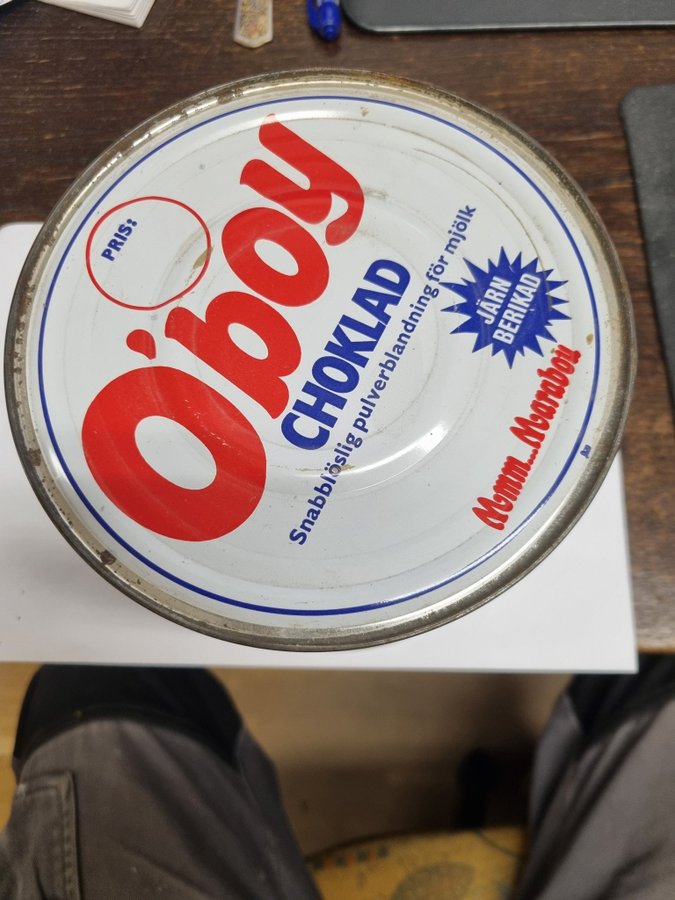 PRIS:
O'boy
CHOKLAD
Snabblöslig pulverblandning för mjölk
JÄRN
BERIKAD
Mmm...Marabou